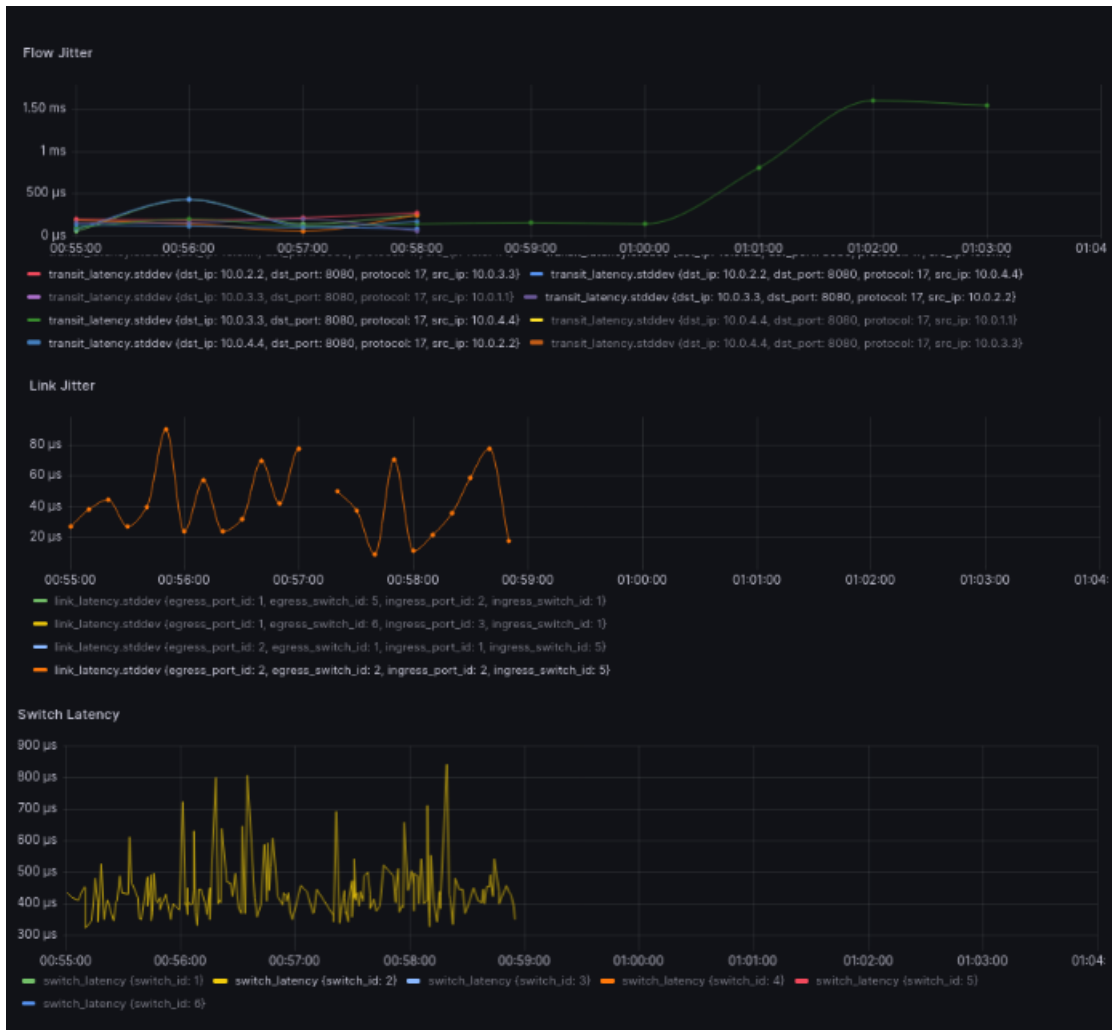 Flow Jitter
1.50 ms
1 ms
500 µs
0 µs
00:55:00 00:56:00 00:57:00 00:58:00 00:59:00 01:00:00 01:01:00 01:02:00 01:03:00 01:04
transit_latency.stddev {dst_ip: 10.0.2.2, dst_port: 8080, protocol: 17, src_ip: 10.0.3.3} transit_latency.stddev {dst_ip: 10.0.2.2, dst_port: 8080, protocol: 17, src_ip: 10.0.4.4}
transit_latency.stddev {dst_ip: 10.0.3.3, dst_port: 8080, protocol: 17, src_ip: 10.0.1.1} transit_latency.stddev {dst_ip: 10.0.3.3, dst_port: 8080, protocol: 17, src_ip: 10.0.2.2}
transit_latency.stddev {dst_ip: 10.0.3.3, dst_port: 8080, protocol: 17, src_ip: 10.0.4.4} transit_latency.stddev {dst_ip: 10.0.4.4, dst_port: 8080, protocol: 17, src_ip: 10.0.1.1}
transit_latency.stddev {dst_ip: 10.0.4.4, dst_port: 8080, protocol: 17, src_ip: 10.0.2.2} transit_latency.stddev {dst_ip: 10.0.4.4, dst_port: 8080, protocol: 17, src_ip: 10.0.3.3}
Link Jitter
80 µs
60 µs
40 µs
20 µs
00:55:00 00:56:00 00:57:00 00:58:00 00:59:00 01:00:00 01:01:00 01:02:00 01:03:00 01:04:
link_latency.stddev {egress_port_id: 1, egress_switch_id: 5, ingress_port_id: 2, ingress_switch_id: 1}
link_latency.stddev {egress_port_id: 1, egress_switch_id: 6, ingress_port_id: 3, ingress_switch_id: 1}
link_latency.stddev {egress_port_id: 2, egress_switch_id: 1, ingress_port_id: 1, ingress_switch_id: 5}
link_latency.stddev {egress_port_id: 2, egress_switch_id: 2, ingress_port_id: 2, ingress_switch_id: 5}
Switch Latency
900 µs
800 µs
700 µs
600 µs
500 µs
400 µs
300 µs
00:55:00 00:56:00 00:57:00 00:58:00 00:59:00 01:00:00 01:01:00 01:02:00 01:03:00 01:04:
switch_latency {switch_id: 1} switch_latency {switch_id: 2} switch_latency {switch_id: 3} switch_latency {switch_id: 4} switch_latency {switch_id: 5}
switch_latency {switch_id: 6}